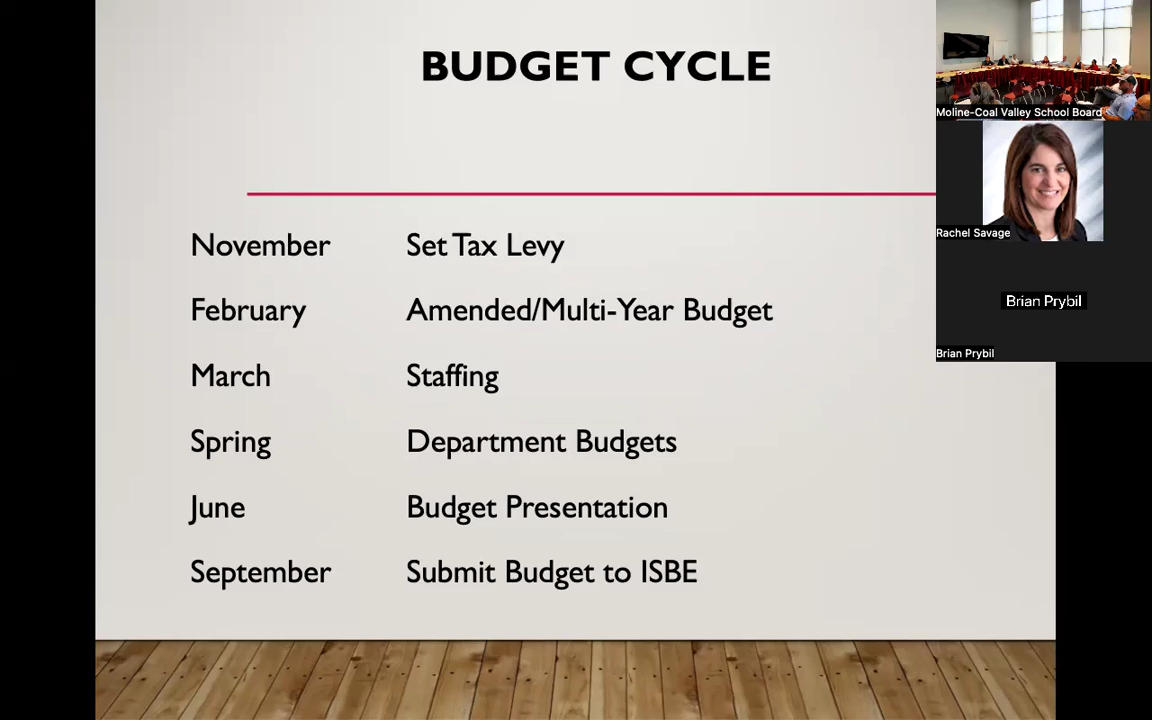 BUDGET CYCLE
November Set Tax Levy
February Amended/Multi-Year Budget
March Staffing
Spring Department Budgets
June Budget Presentation
September Submit Budget to ISBE
Moline-Coal Valley School Board
Rachel Savage
Brian Prybil
Brian Prybil